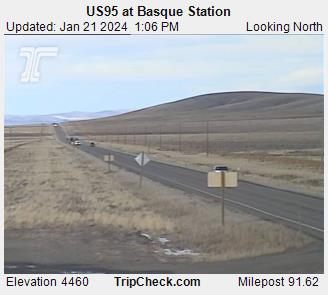 US95 at Basque Station
Updated: Jan 21 2024 1:06 PM Looking North
Elevation 4460 TripCheck.com Milepost 91.62